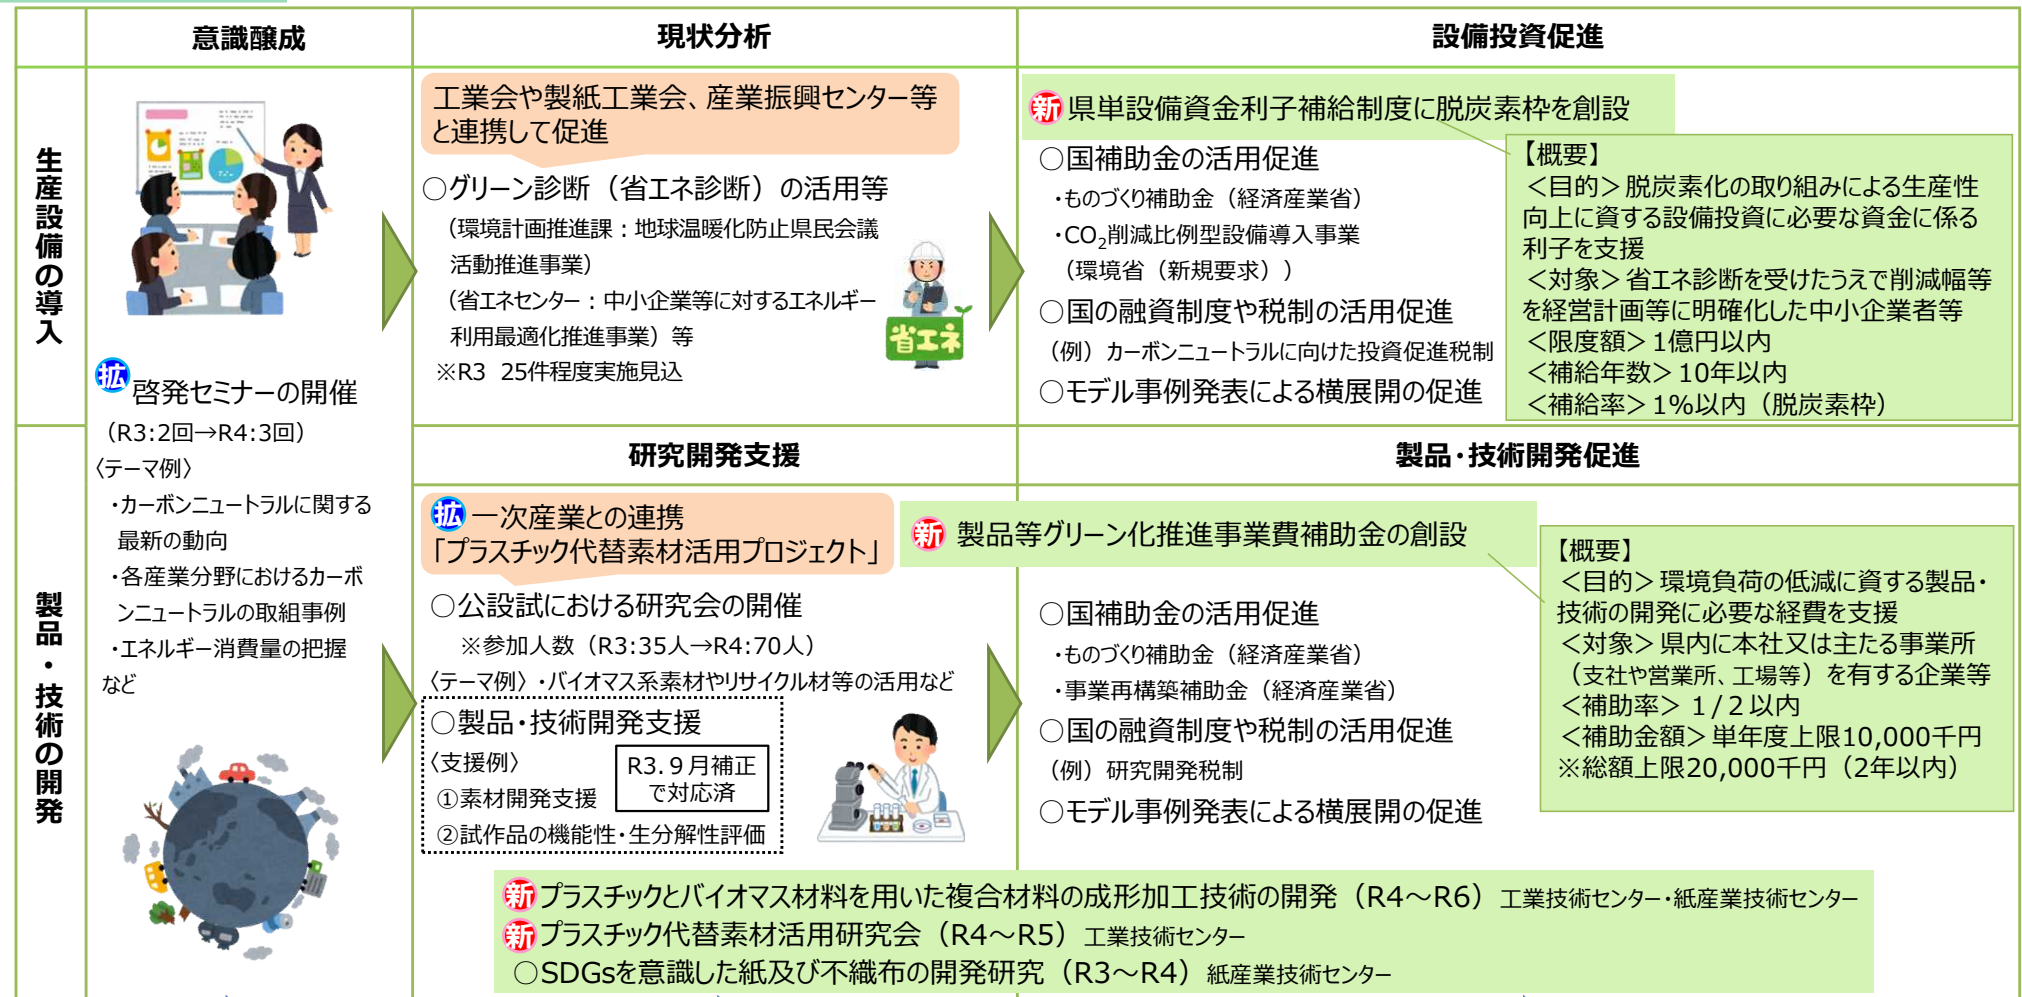 意識醸成
現状分析
設備投資促進
生産設備の導入
拡 啓発セミナーの開催
（R3:2回→R4:3回）
〈テーマ例〉
・カーボンニュートラルに関する
最新の動向
・各産業分野におけるカーボ
ンニュートラルの取組事例
・エネルギー消費量の把握
など
工業会や製紙工業会、産業振興センター等
と連携して促進
○グリーン診断（省エネ診断）の活用等
（環境計画推進課：地球温暖化防止県民会議
活動推進事業）
（省エネセンター：中小企業等に対するエネルギー
利用最適化推進事業）等
※R3 25件程度実施見込
省エネ
新 県単設備資金利子補給制度に脱炭素枠を創設
○国補助金の活用促進
・ものづくり補助金（経済産業省）
・CO₂削減比例型設備導入事業
（環境省（新規要求））
○国の融資制度や税制の活用促進
（例）カーボンニュートラルに向けた投資促進税制
○モデル事例発表による横展開の促進
【概要】
＜目的＞脱炭素化の取り組みによる生産性
向上に資する設備投資に必要な資金に係る
利子を支援
＜対象＞省エネ診断を受けたうえで削減幅等
を経営計画等に明確化した中小企業者等
＜限度額＞1億円以内
＜補給年数＞10年以内
＜補給率＞1%以内（脱炭素枠）
製品・技術の開発
研究開発支援
製品・技術開発促進
拡 一次産業との連携
「プラスチック代替素材活用プロジェクト」
○公設試における研究会の開催
※参加人数（R3:35人→R4:70人）
〈テーマ例〉・バイオマス系素材やリサイクル材等の活用など
○製品・技術開発支援
〈支援例〉
①素材開発支援
②試作品の機能性・生分解性評価
R3.９月補正
で対応済
新 製品等グリーン化推進事業費補助金の創設
○国補助金の活用促進
・ものづくり補助金（経済産業省）
・事業再構築補助金（経済産業省）
○国の融資制度や税制の活用促進
（例）研究開発税制
○モデル事例発表による横展開の促進
【概要】
＜目的＞環境負荷の低減に資する製品・
技術の開発に必要な経費を支援
＜対象＞県内に本社又は主たる事業所
（支社や営業所、工場等）を有する企業等
＜補助率＞１/２以内
＜補助金額＞単年度上限10,000千円
※総額上限20,000千円（2年以内）
新 プラスチックとバイオマス材料を用いた複合材料の成形加工技術の開発（R4～R6）工業技術センター・紙産業技術センター
新 プラスチック代替素材活用研究会（R4～R5）工業技術センター
○SDGsを意識した紙及び不織布の開発研究（R3～R4）紙産業技術センター